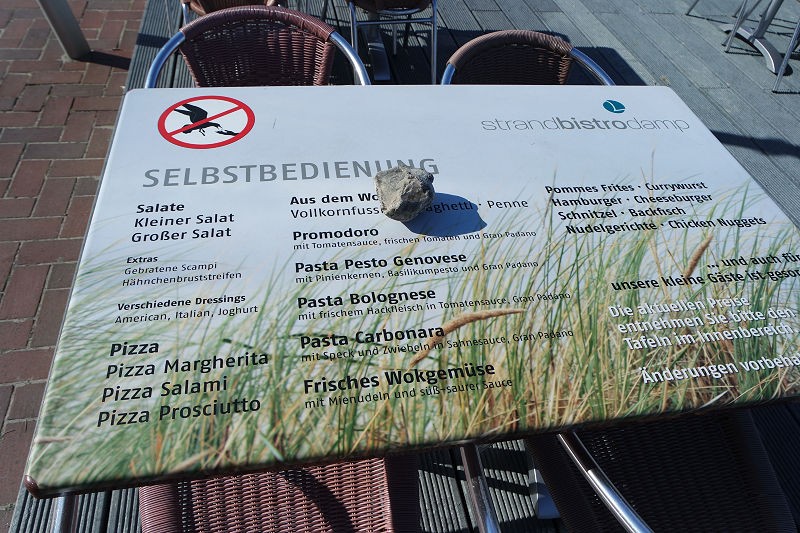 strandbistrodamp
SELBSTBEDIENUNG
Salate
Kleiner Salat
Großer Salat
Extras
Gebratene Scampi
Hähnchenbruststreifen
Verschiedene Dressings
American, Italian, Joghurt
Pizza
Pizza Margherita
Pizza Salami
Pizza Prosciutto
Aus dem
Penne
Promodoro
mit Tomatensauce, frischen Tomaten und Gran Padano
Pasta Pesto Genovese
mit Pinienkernen, Basilikumpesto und Gran Padano
Pasta Bolognese
mit frischem Hackfleisch in Tomatensauce, Gran Padano
Pasta Carbonara
mit Speck und Zwiebeln in Sahnesauce, Gran Padano
Frisches Wokgemüse
mit Mienudeln und süß-saurer Sauce
Pommes Frites · Currywurst
Hamburger · Cheeseburger
Schnitzel · Backfisch
Nudelgerichte · Chicken Nuggets
... und auch für
unsere kleine Gäste ist
Die aktuellen Preise
entnehmen Sie bitte den
Tafeln im Innenbereich.
Änderungen